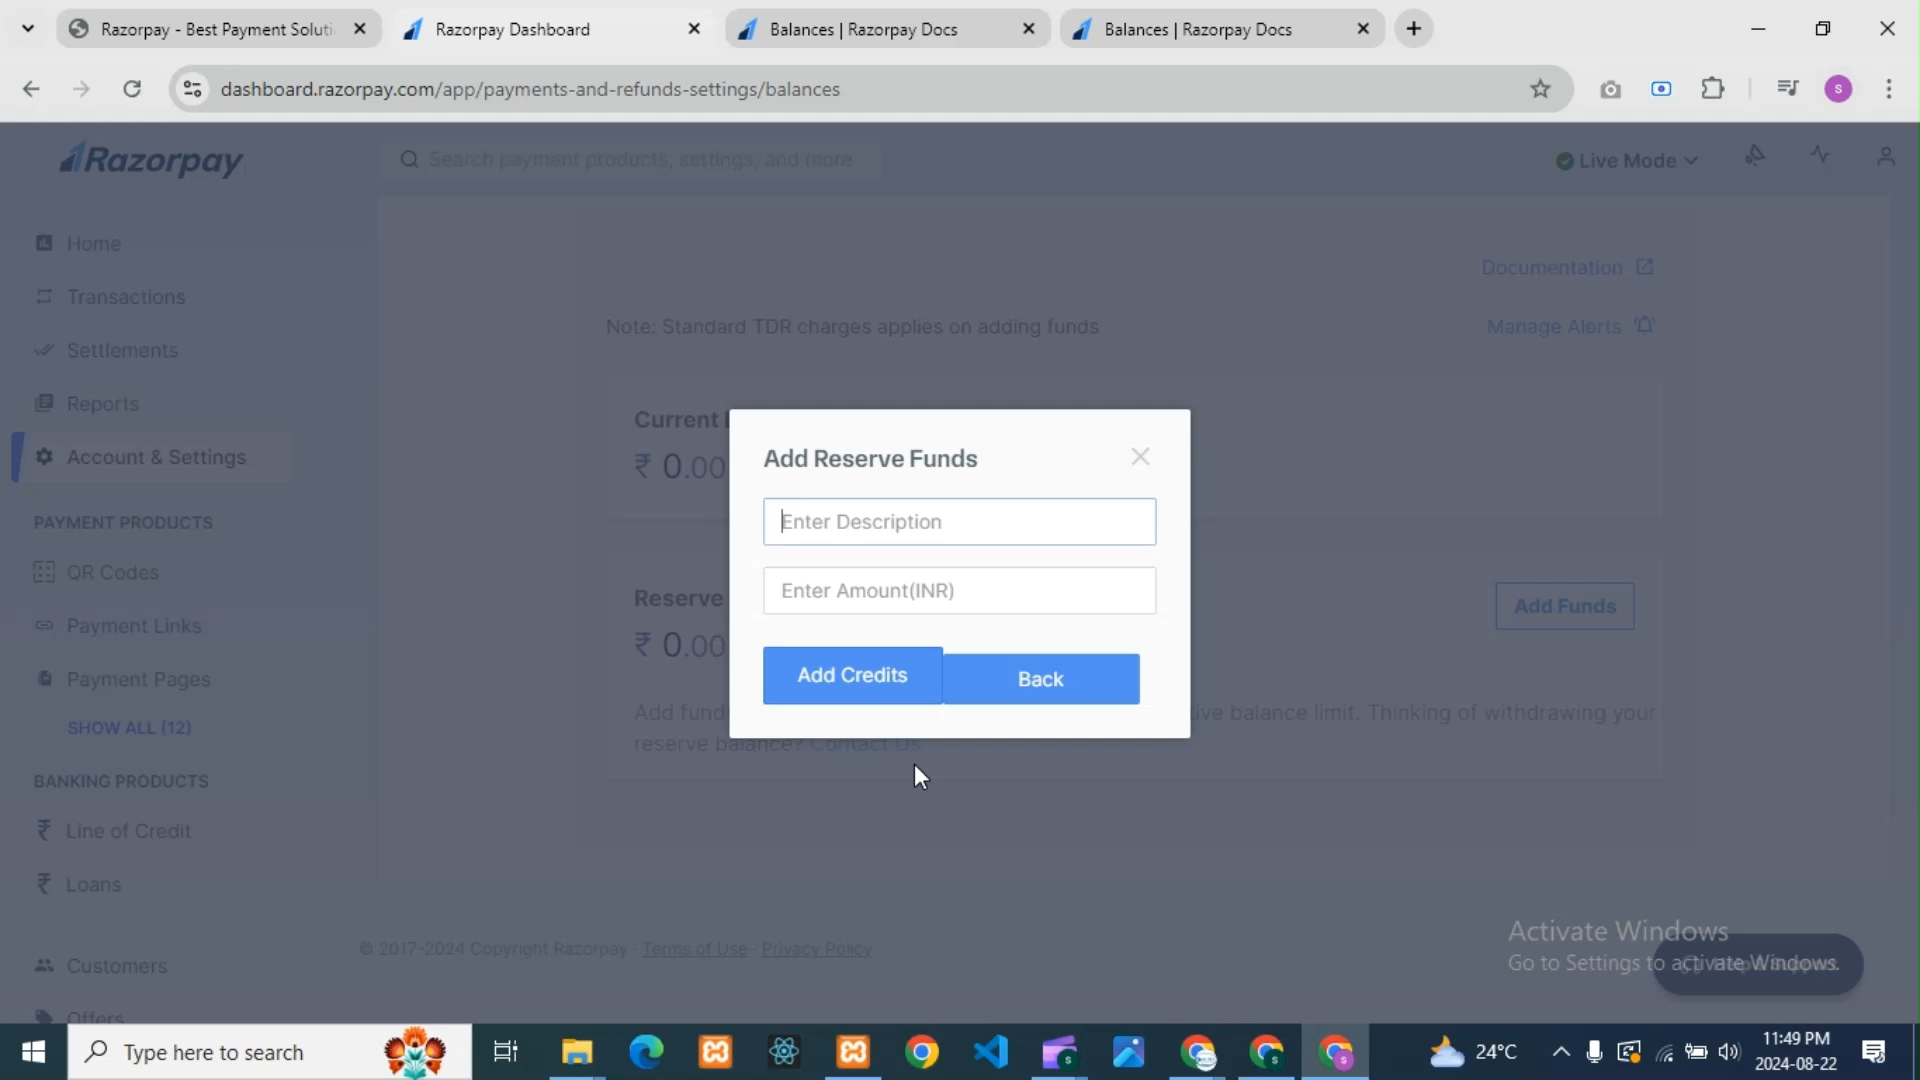 Razorpay - Best Payment Soluti
Razorpay Dashboard
Balances | Razorpay Docs
Balances | Razorpay Docs
dashboard.razorpay.com/app/payments-and-refunds-settings/balances
s
Razorpay
Search payment products, settings, and more
Live Mode
Home
Transactions
Settlements
Reports
Account & Settings
PAYMENT PRODUCTS
QR Codes
Payment Links
Payment Pages
SHOW ALL (12)
BANKING PRODUCTS
₹ Line of Credit
₹ Loans
Customers
Offers
Documentation
Note: Standard TDR charges applies on adding funds
Manage Alerts
Current
₹ 0.00
Reserve
₹ 0.00
Add Funds
Add fund
ive balance limit. Thinking of withdrawing your
reserve balance? Contact Us
Add Reserve Funds
Enter Description
Enter Amount(INR)
Add Credits
Back
© 2017-2024 Copyright Razorpay · Terms of Use · Privacy Policy
Activate Windows
Go to Settings to activate Windows.
Type here to search
24°C
11:49 PM
2024-08-22